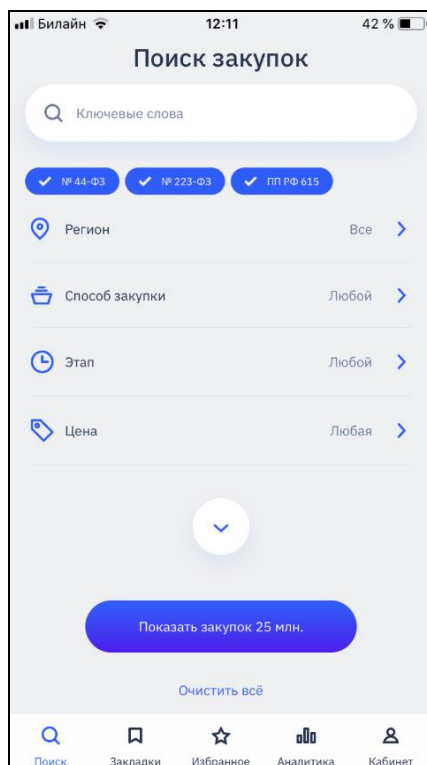 Билайн 12:11 42 %
Поиск закупок
Ключевые слова
№ 44-ФЗ № 223-ФЗ ПП РФ 615
Регион Все
Способ закупки Любой
Этап Любой
Цена Любая
Показать закупок 25 млн.
Очистить всё
Поиск Закладки Избранное Аналитика Кабинет